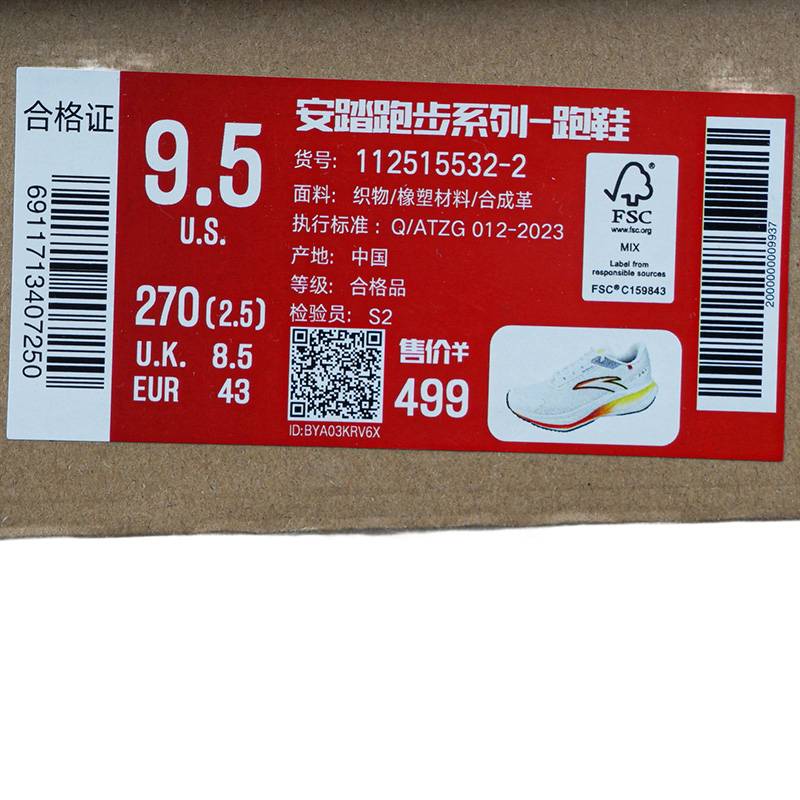 合格证
6911713407250
9.5
U.S.
270(2.5)
U.K. 8.5
EUR 43
安踏跑步系列-跑鞋
货号: 112515532-2
面料: 织物/橡塑材料/合成革
执行标准: Q/ATZG 012-2023
产地: 中国
等级: 合格品
检验员: S2
ID:BYA03KRV6X
售价¥
499
FSC®
www.fsc.org
MIX
Label from
responsible sources
FSC® C159843